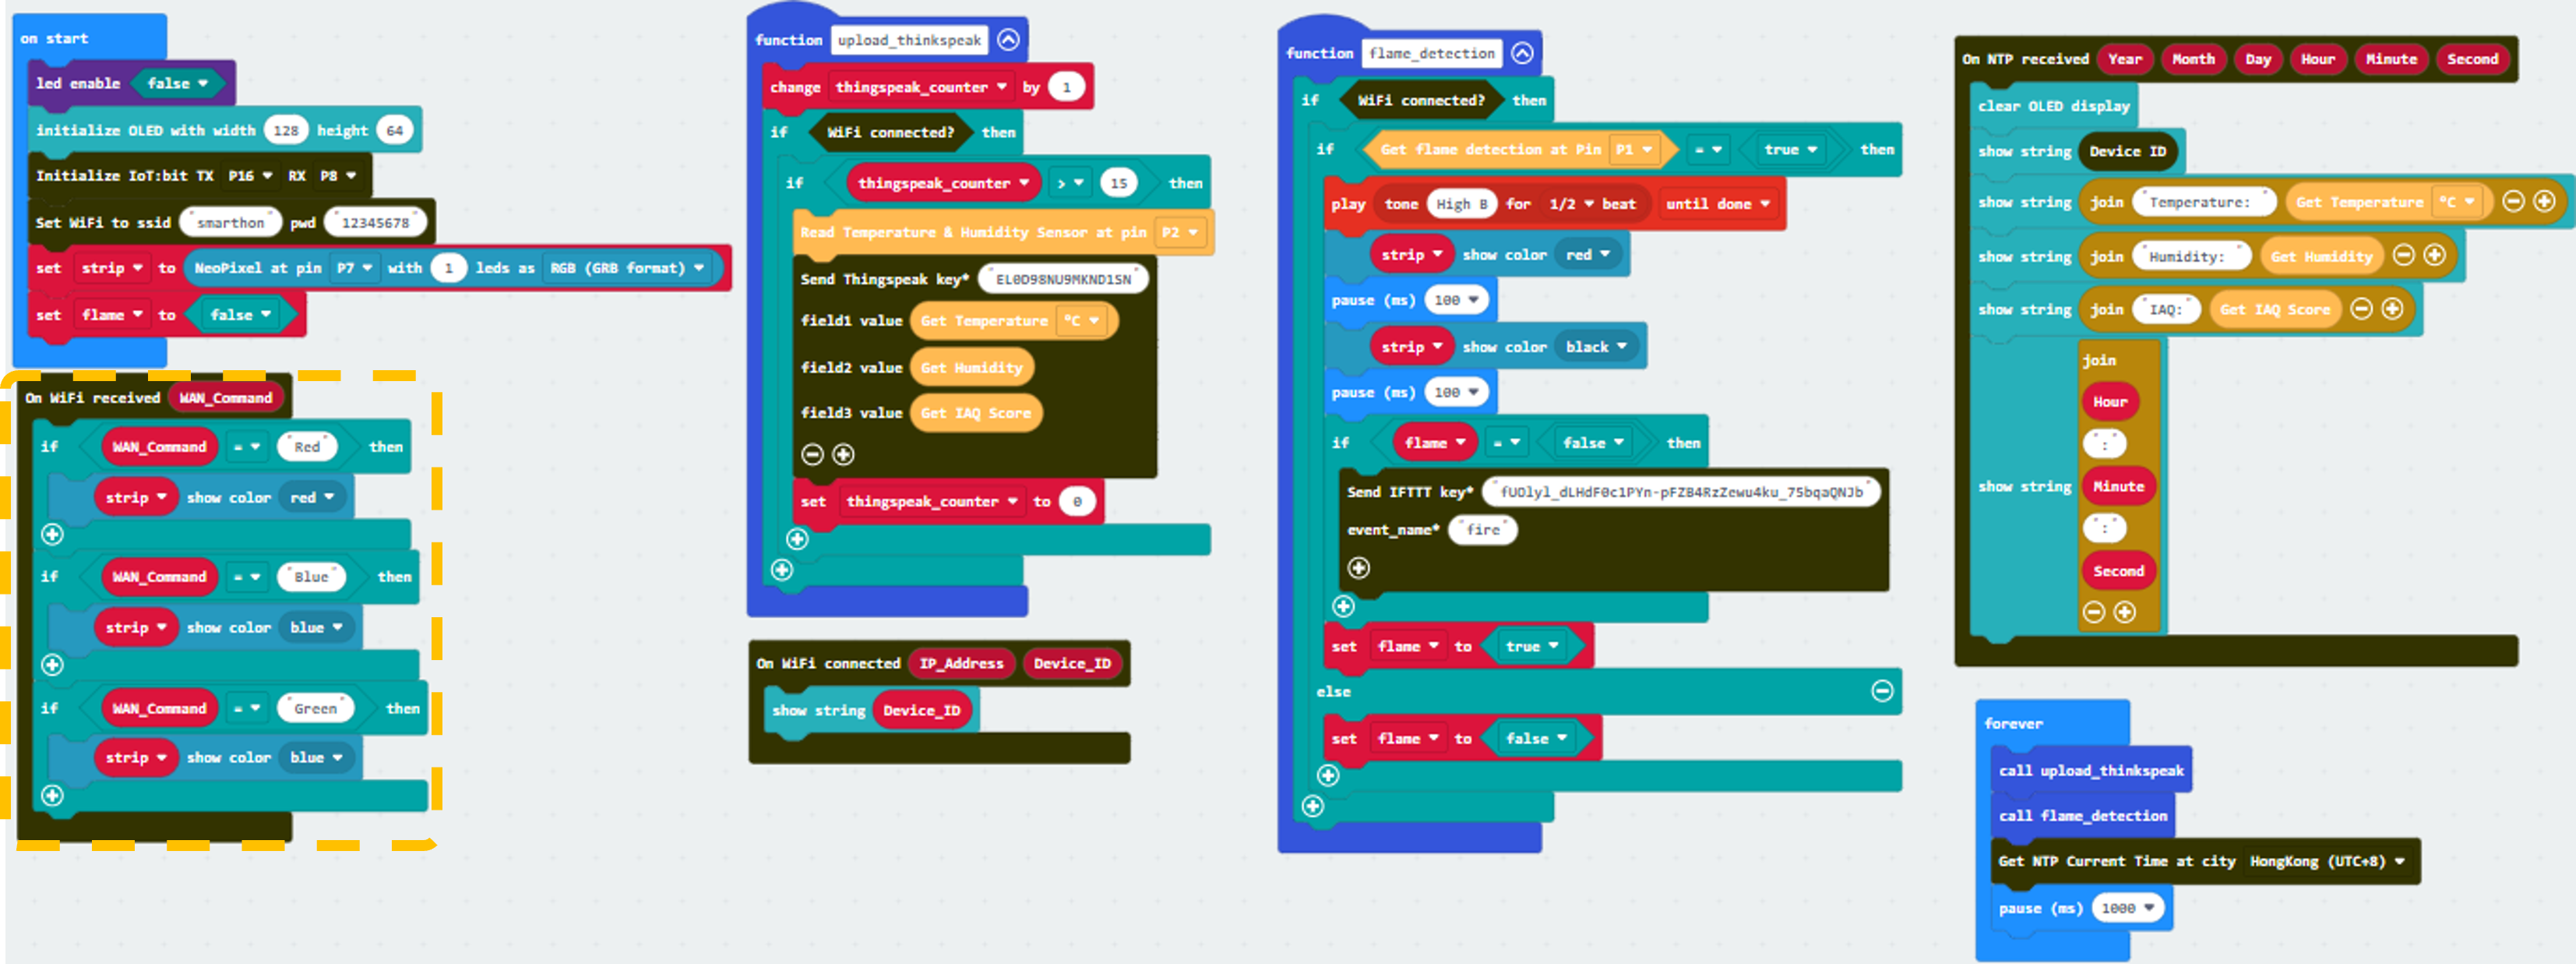 on start
led enable false
initialize OLED with width 128 height 64
Initialize IoT:bit TX P16 RX P8
Set WiFi to ssid "smarthon" pwd "12345678"
set strip to NeoPixel at pin P7 with 1 leds as RGB (GRB format)
set flame to false
On WiFi received WAN_Command
if WAN_Command = "Red" then
strip show color red
if WAN_Command = "Blue" then
strip show color blue
if WAN_Command = "Green" then
strip show color blue
function upload_thinkspeak
change thingspeak_counter by 1
if WiFi connected? then
if thingspeak_counter > 15 then
Read Temperature & Humidity Sensor at pin P2
Send Thingspeak key* "EL0D98NU9MKND1SN"
field1 value Get Temperature °C
field2 value Get Humidity
field3 value Get IAQ Score
set thingspeak_counter to 0
On WiFi connected IP_Address Device_ID
show string Device_ID
function flame_detection
if WiFi connected? then
if Get flame detection at Pin P1 = true then
play tone High B for 1/2 beat until done
strip show color red
pause (ms) 100
strip show color black
pause (ms) 100
if flame = false then
Send IFTTT key*
event_name* "fire"
set flame to true
else
set flame to false
On NTP received Year Month Day Hour Minute Second
clear OLED display
show string Device ID
show string join "Temperature: " Get Temperature °C
show string join "Humidity: " Get Humidity
show string join "IAQ: " Get IAQ Score
show string join
Hour
":"
Minute
":"
Second
forever
call upload_thinkspeak
call flame_detection
Get NTP Current Time at city HongKong (UTC+8)
pause (ms) 1000